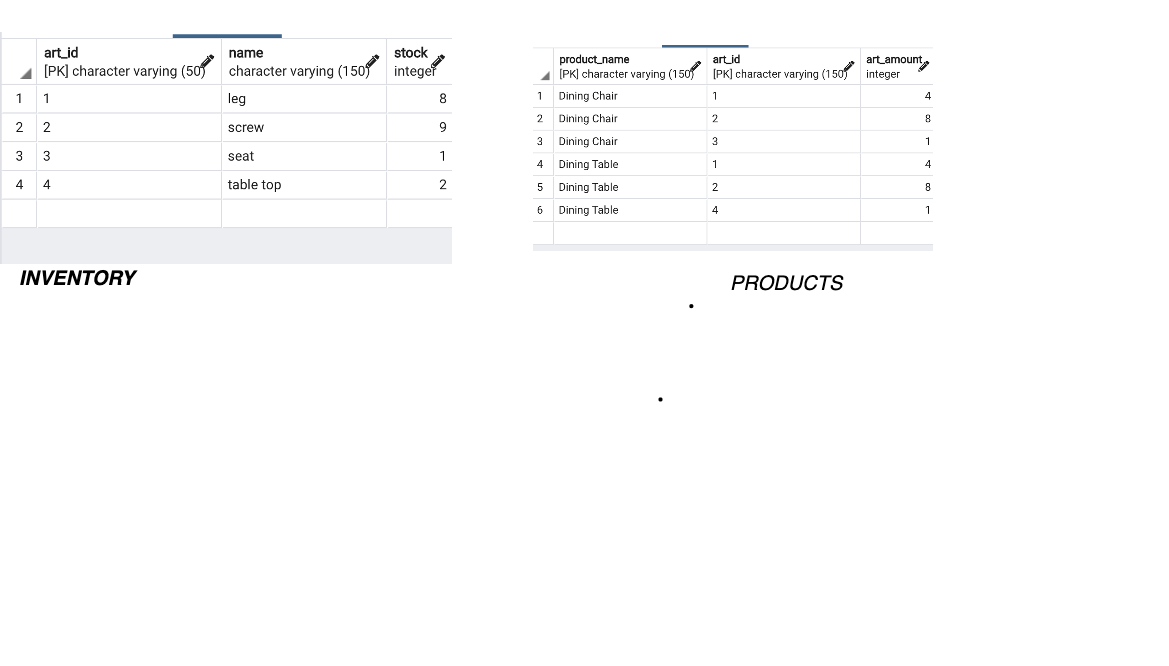 art_id name stock
[PK] character varying (50) character varying (150) integer
1 1 leg 8
2 2 screw 9
3 3 seat 1
4 4 table top 2
INVENTORY
product_name art_id art_amount
[PK] character varying (150) [PK] character varying (150) integer
1 Dining Chair 1 4
2 Dining Chair 2 8
3 Dining Chair 3 1
4 Dining Table 1 4
5 Dining Table 2 8
6 Dining Table 4 1
PRODUCTS